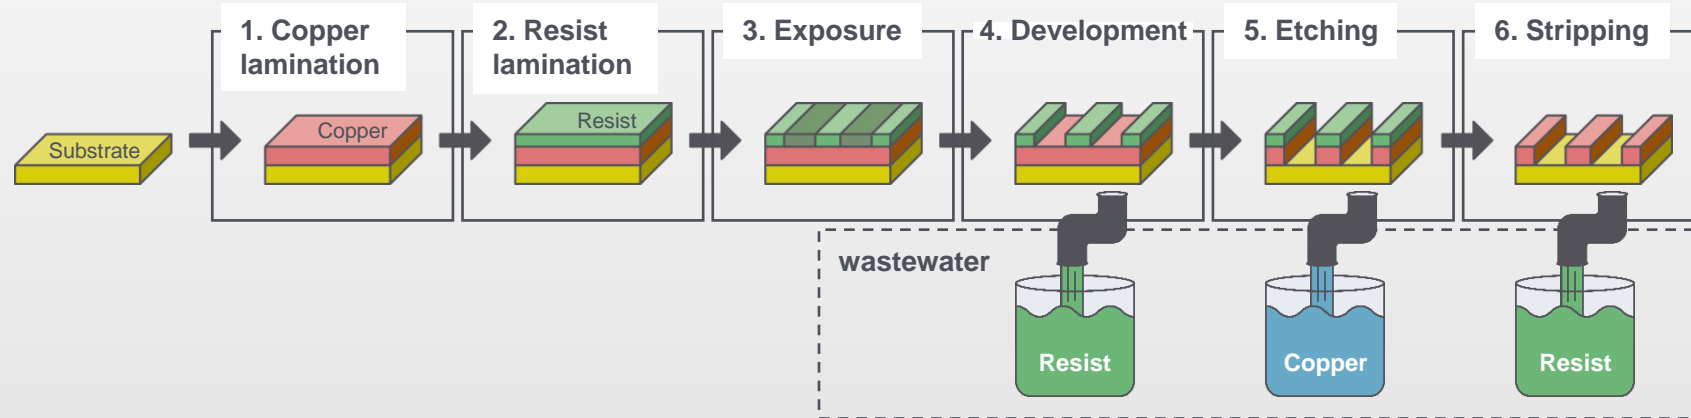 1. Copper
lamination
2. Resist
lamination
3. Exposure
4. Development
5. Etching
6. Stripping
Substrate
Copper
Resist
wastewater
Resist
Copper
Resist